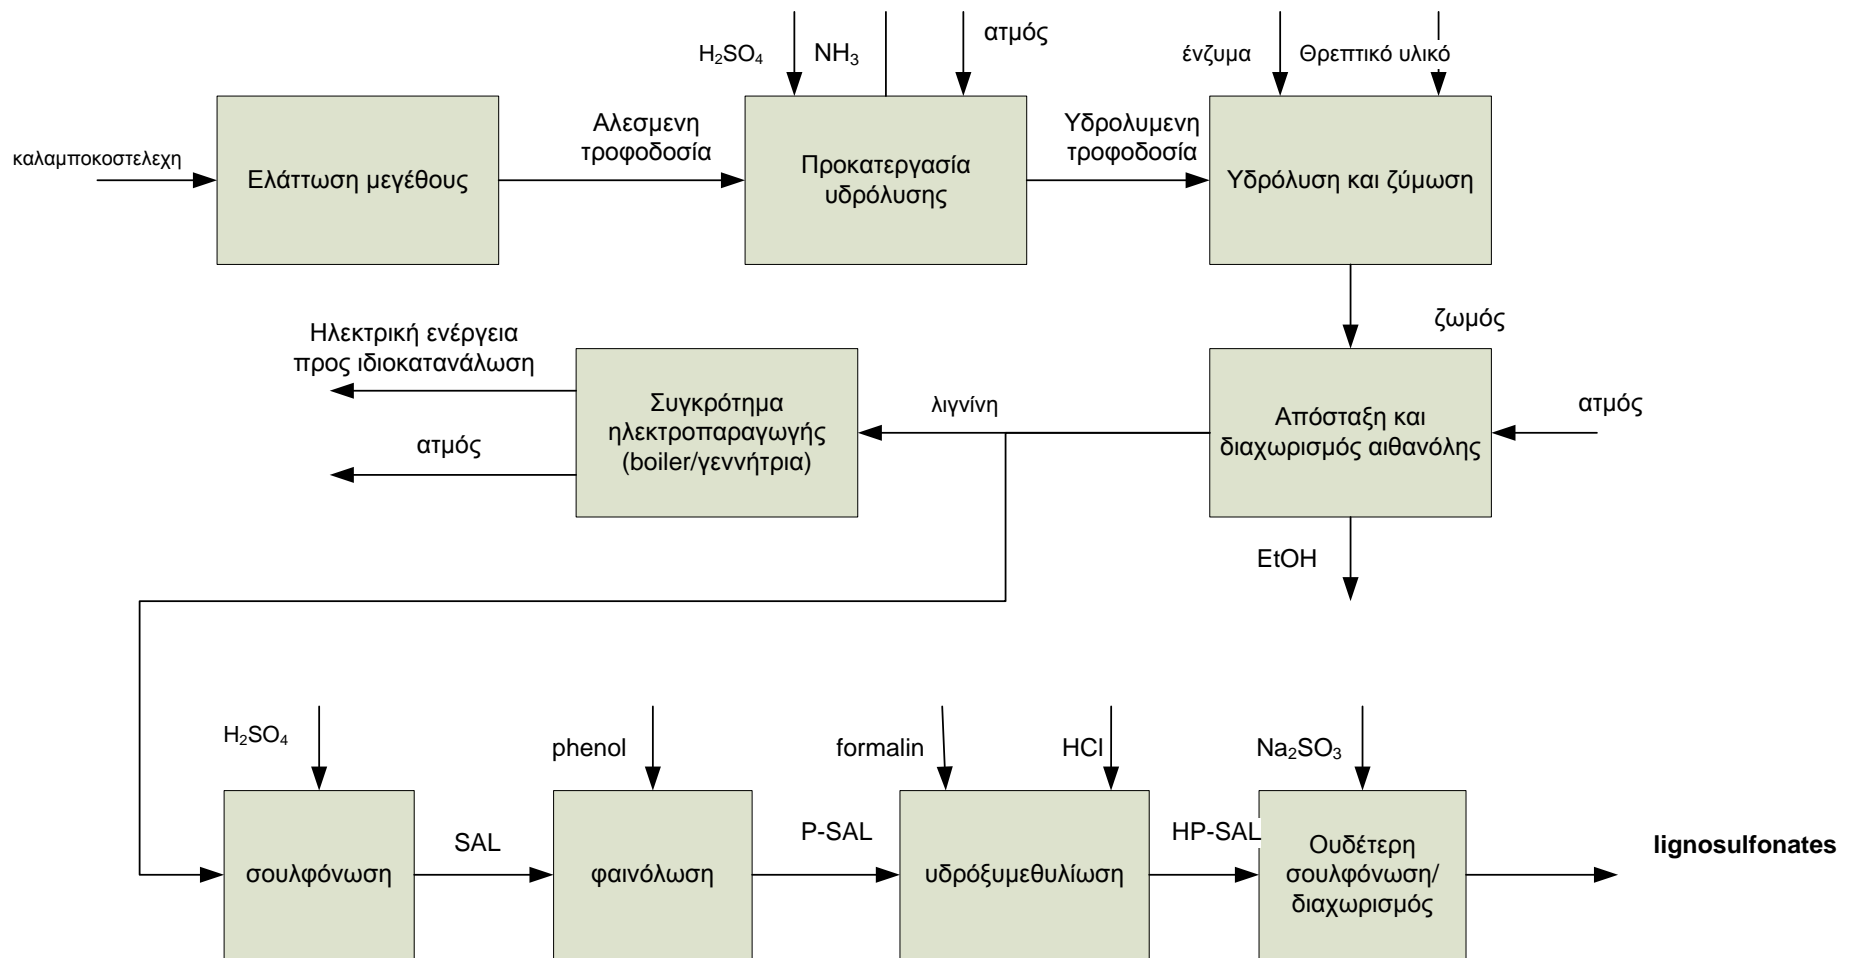 H₂SO₄
NH₃
ατμός
ένζυμα
Θρεπτικό υλικό
καλαμποκοστελεχη
Ελάττωση μεγέθους
Αλεσμενη
τροφοδοσία
Προκατεργασία
υδρόλυσης
Υδρολυμενη
τροφοδοσία
Υδρόλυση και ζύμωση
ζωμός
Ηλεκτρική ενέργεια
προς ιδιοκατανάλωση
ατμός
Συγκρότημα
ηλεκτροπαραγωγής
(boiler/γεννήτρια)
λιγνίνη
Απόσταξη και
διαχωρισμός αιθανόλης
ατμός
EtOH
H₂SO₄
phenol
formalin
HCl
Na₂SO₃
σουλφόνωση
SAL
φαινόλωση
P-SAL
υδρόξυμεθυλίωση
HP-SAL
Ουδέτερη
σουλφόνωση/
διαχωρισμός
lignosulfonates